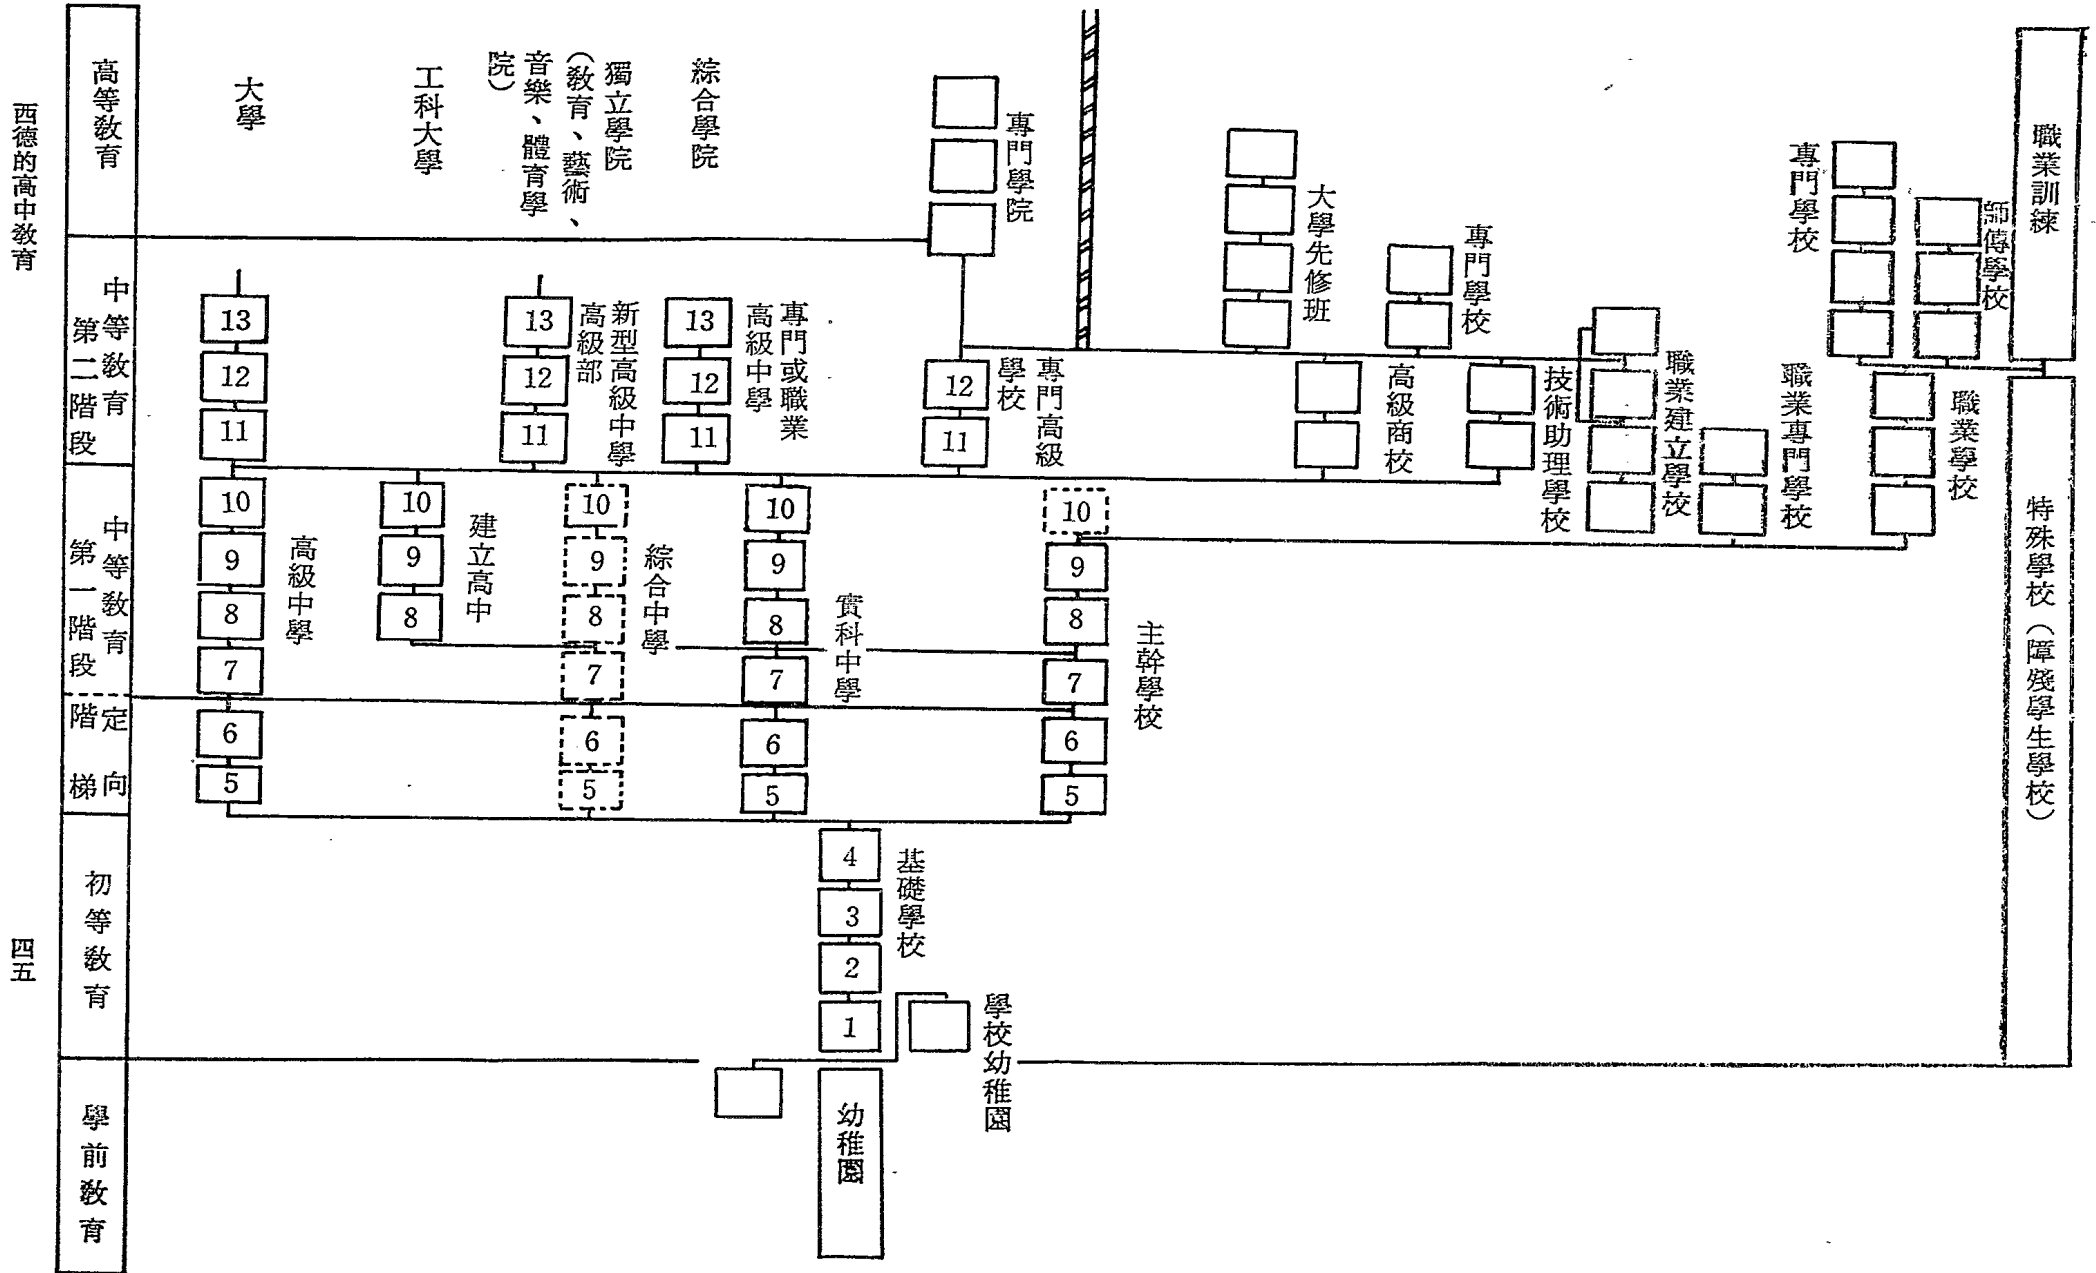 西德的高中教育
四五
高等教育
中等教育
第二階段
中等教育
第一階段
定向
階梯
初等教育
學前教育
大學
工科大學
獨立學院
（教育、藝術、
音樂、體育學
院）
綜合學院
專門學院
大學先修班
專門學校
專門學校
師傅學校
職業訓練
13
12
11
13
12
11
新型高級中學
高級部
13
12
11
專門或職業
高級中學
12
11
專門高級
學校
高級商校
技術助理學校
職業建立學校
職業專門學校
職業學校
特殊學校（障殘學生學校）
10
9
8
7
6
5
高級中學
10
9
8
建立高中
10
9
8
7
6
5
綜合中學
10
9
8
7
6
5
實科中學
10
9
8
7
6
5
主幹學校
4
3
2
1
基礎學校
學校幼稚園
幼稚園